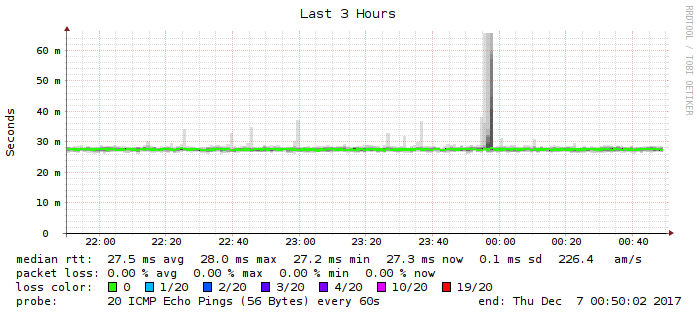 Last 3 Hours
RRDTOOL / TOBI OETIKER
Seconds
60 m
50 m
40 m
30 m
20 m
10 m
0
22:00 22:20 22:40 23:00 23:20 23:40 00:00 00:20 00:40
median rtt: 27.5 ms avg 28.0 ms max 27.2 ms min 27.3 ms now 0.1 ms sd 226.4 am/s
packet loss: 0.00 % avg 0.00 % max 0.00 % min 0.00 % now
loss color: 0 1/20 2/20 3/20 4/20 10/20 19/20
probe: 20 ICMP Echo Pings (56 Bytes) every 60s end: Thu Dec 7 00:50:02 2017